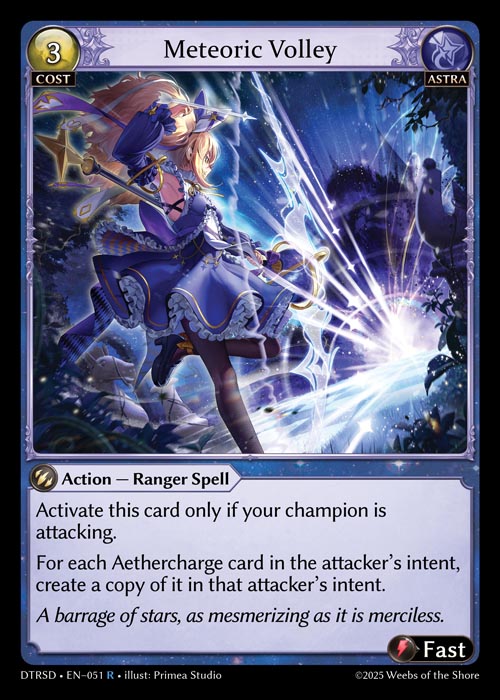 3
Meteoric Volley
COST
ASTRA
Action — Ranger Spell
Activate this card only if your champion is
attacking.
For each Aethercharge card in the attacker's intent,
create a copy of it in that attacker's intent.
A barrage of stars, as mesmerizing as it is merciless.
Fast
DTRSD • EN–051 R • illust: Primea Studio
©2025 Weebs of the Shore